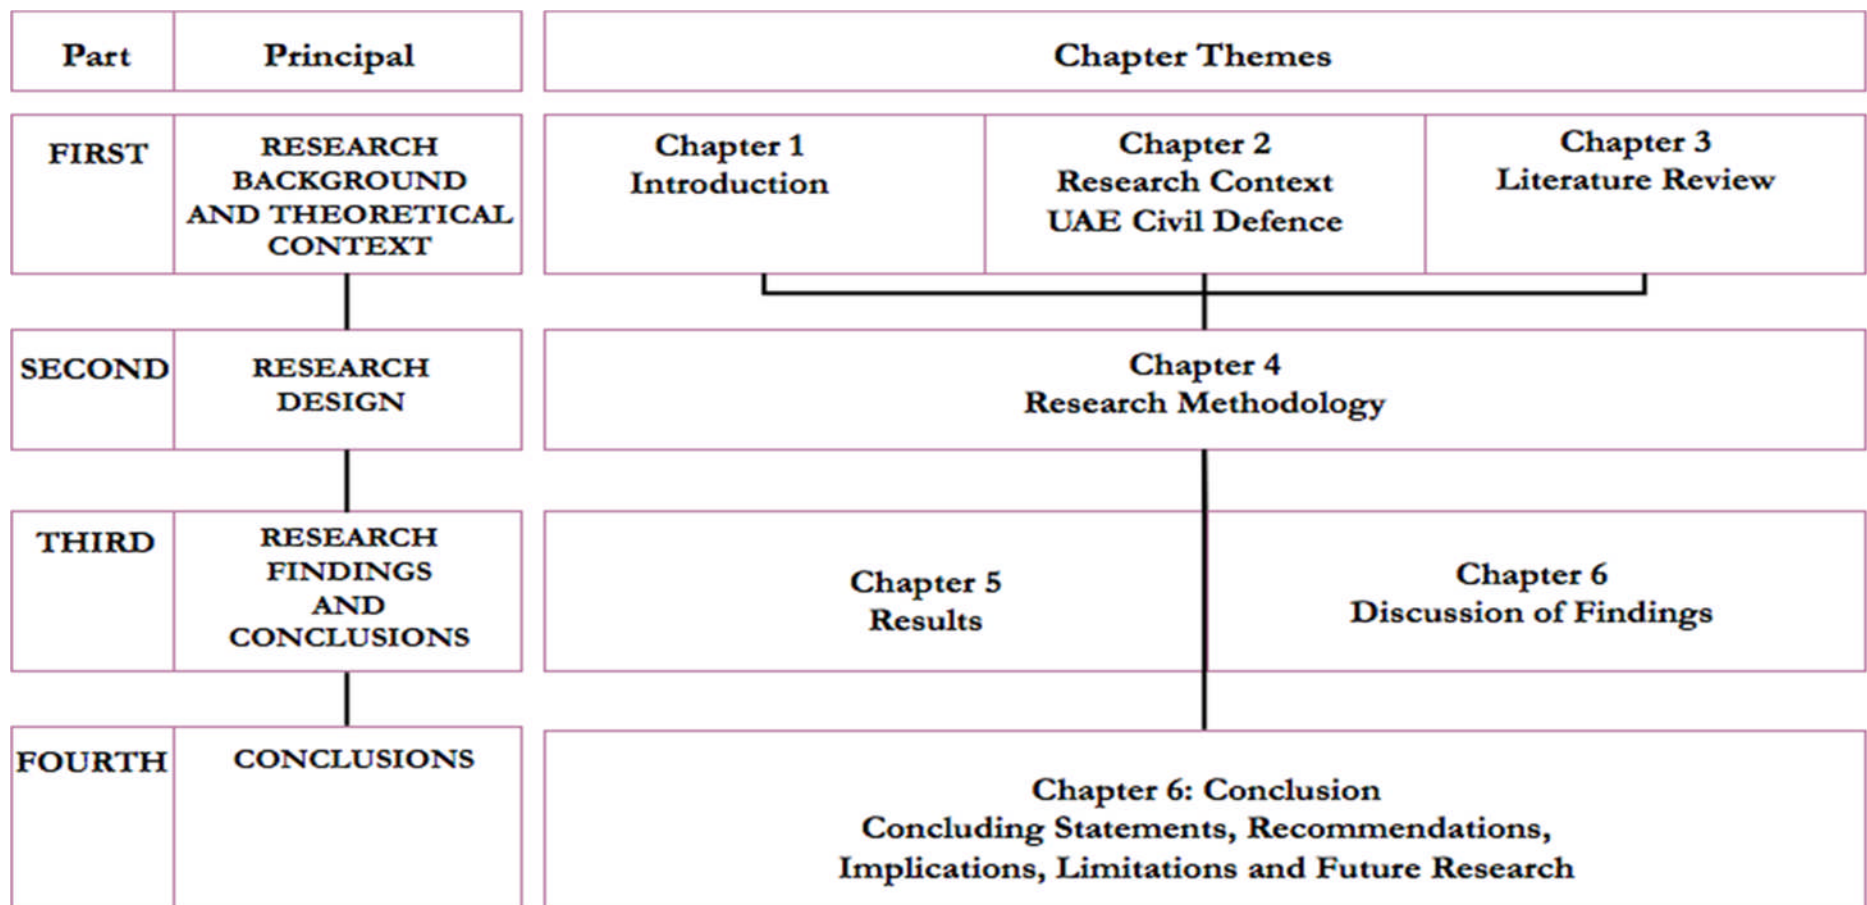 Part
Principal
Chapter Themes
FIRST
RESEARCH
BACKGROUND
AND THEORETICAL
CONTEXT
Chapter 1
Introduction
Chapter 2
Research Context
UAE Civil Defence
Chapter 3
Literature Review
SECOND
RESEARCH
DESIGN
Chapter 4
Research Methodology
THIRD
RESEARCH
FINDINGS
AND
CONCLUSIONS
Chapter 5
Results
Chapter 6
Discussion of Findings
FOURTH
CONCLUSIONS
Chapter 6: Conclusion
Concluding Statements, Recommendations,
Implications, Limitations and Future Research